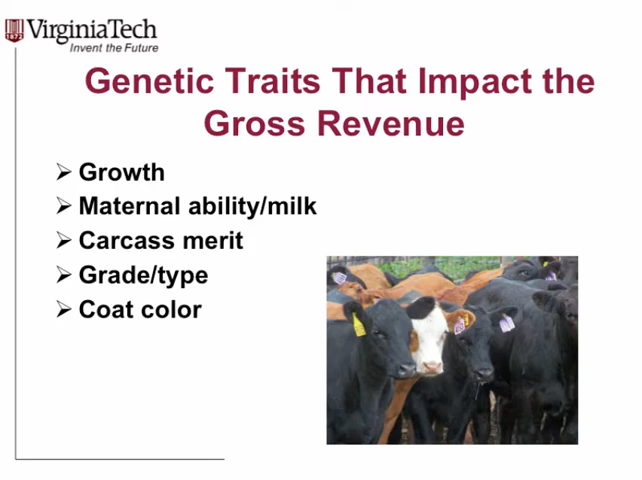 VirginiaTech
1872
Invent the Future
Genetic Traits That Impact the
Gross Revenue
➢ Growth
➢ Maternal ability/milk
➢ Carcass merit
➢ Grade/type
➢ Coat color